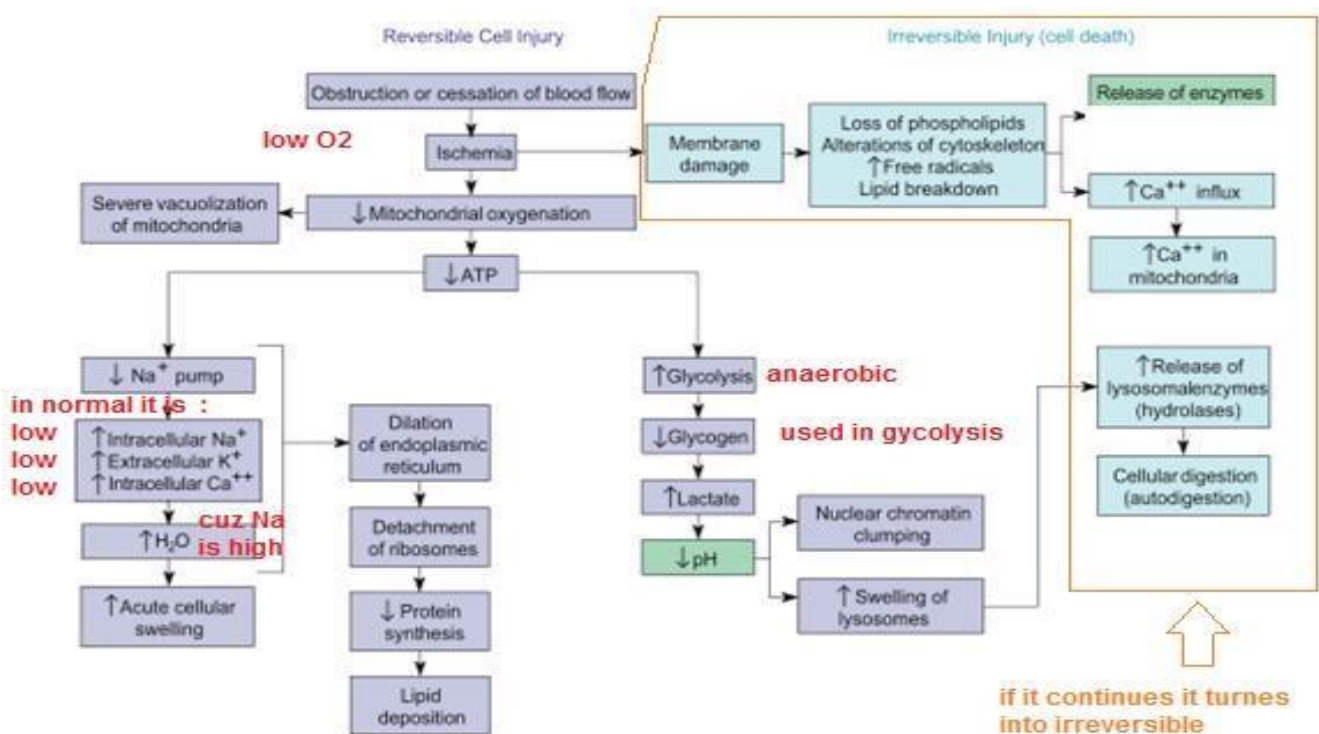 Reversible Cell Injury
Irreversible Injury (cell death)
Obstruction or cessation of blood flow
low O2
Ischemia
Membrane
damage
Loss of phospholipids
Alterations of cytoskeleton
↑Free radicals
Lipid breakdown
Release of enzymes
↑Ca++ influx
↑Ca++ in
mitochondria
Severe vacuolization
of mitochondria
↓Mitochondrial oxygenation
↓ATP
↓ Na+ pump
in normal it is :
low
low
low
↑Intracellular Na+
↑Extracellular K+
↑Intracellular Ca++
↑H2O
cuz Na
is high
↑Acute cellular
swelling
Dilation
of endoplasmic
reticulum
Detachment
of ribosomes
↓ Protein
synthesis
Lipid
deposition
↑Glycolysis
anaerobic
↓Glycogen
used in gycolysis
↑Lactate
↓pH
Nuclear chromatin
clumping
↑ Swelling of
lysosomes
↑Release of
lysosomalenzymes
(hydrolases)
Cellular digestion
(autodigestion)
if it continues it turnes
into irreversible